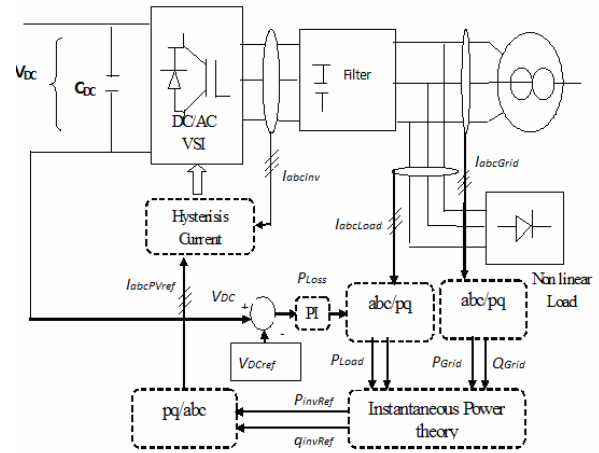 VDC
CDC
DC/AC
VSI
Filter
IabcInv
IabcGrid
Hysterisis
Current
IabcLoad
IabcPVref
VDC
PLoss
+
-
PI
abc/pq
abc/pq
Non linear
Load
VDCref
PLoad
PGrid
QGrid
pq/abc
PinvRef
qinvRef
Instantaneous Power
theory